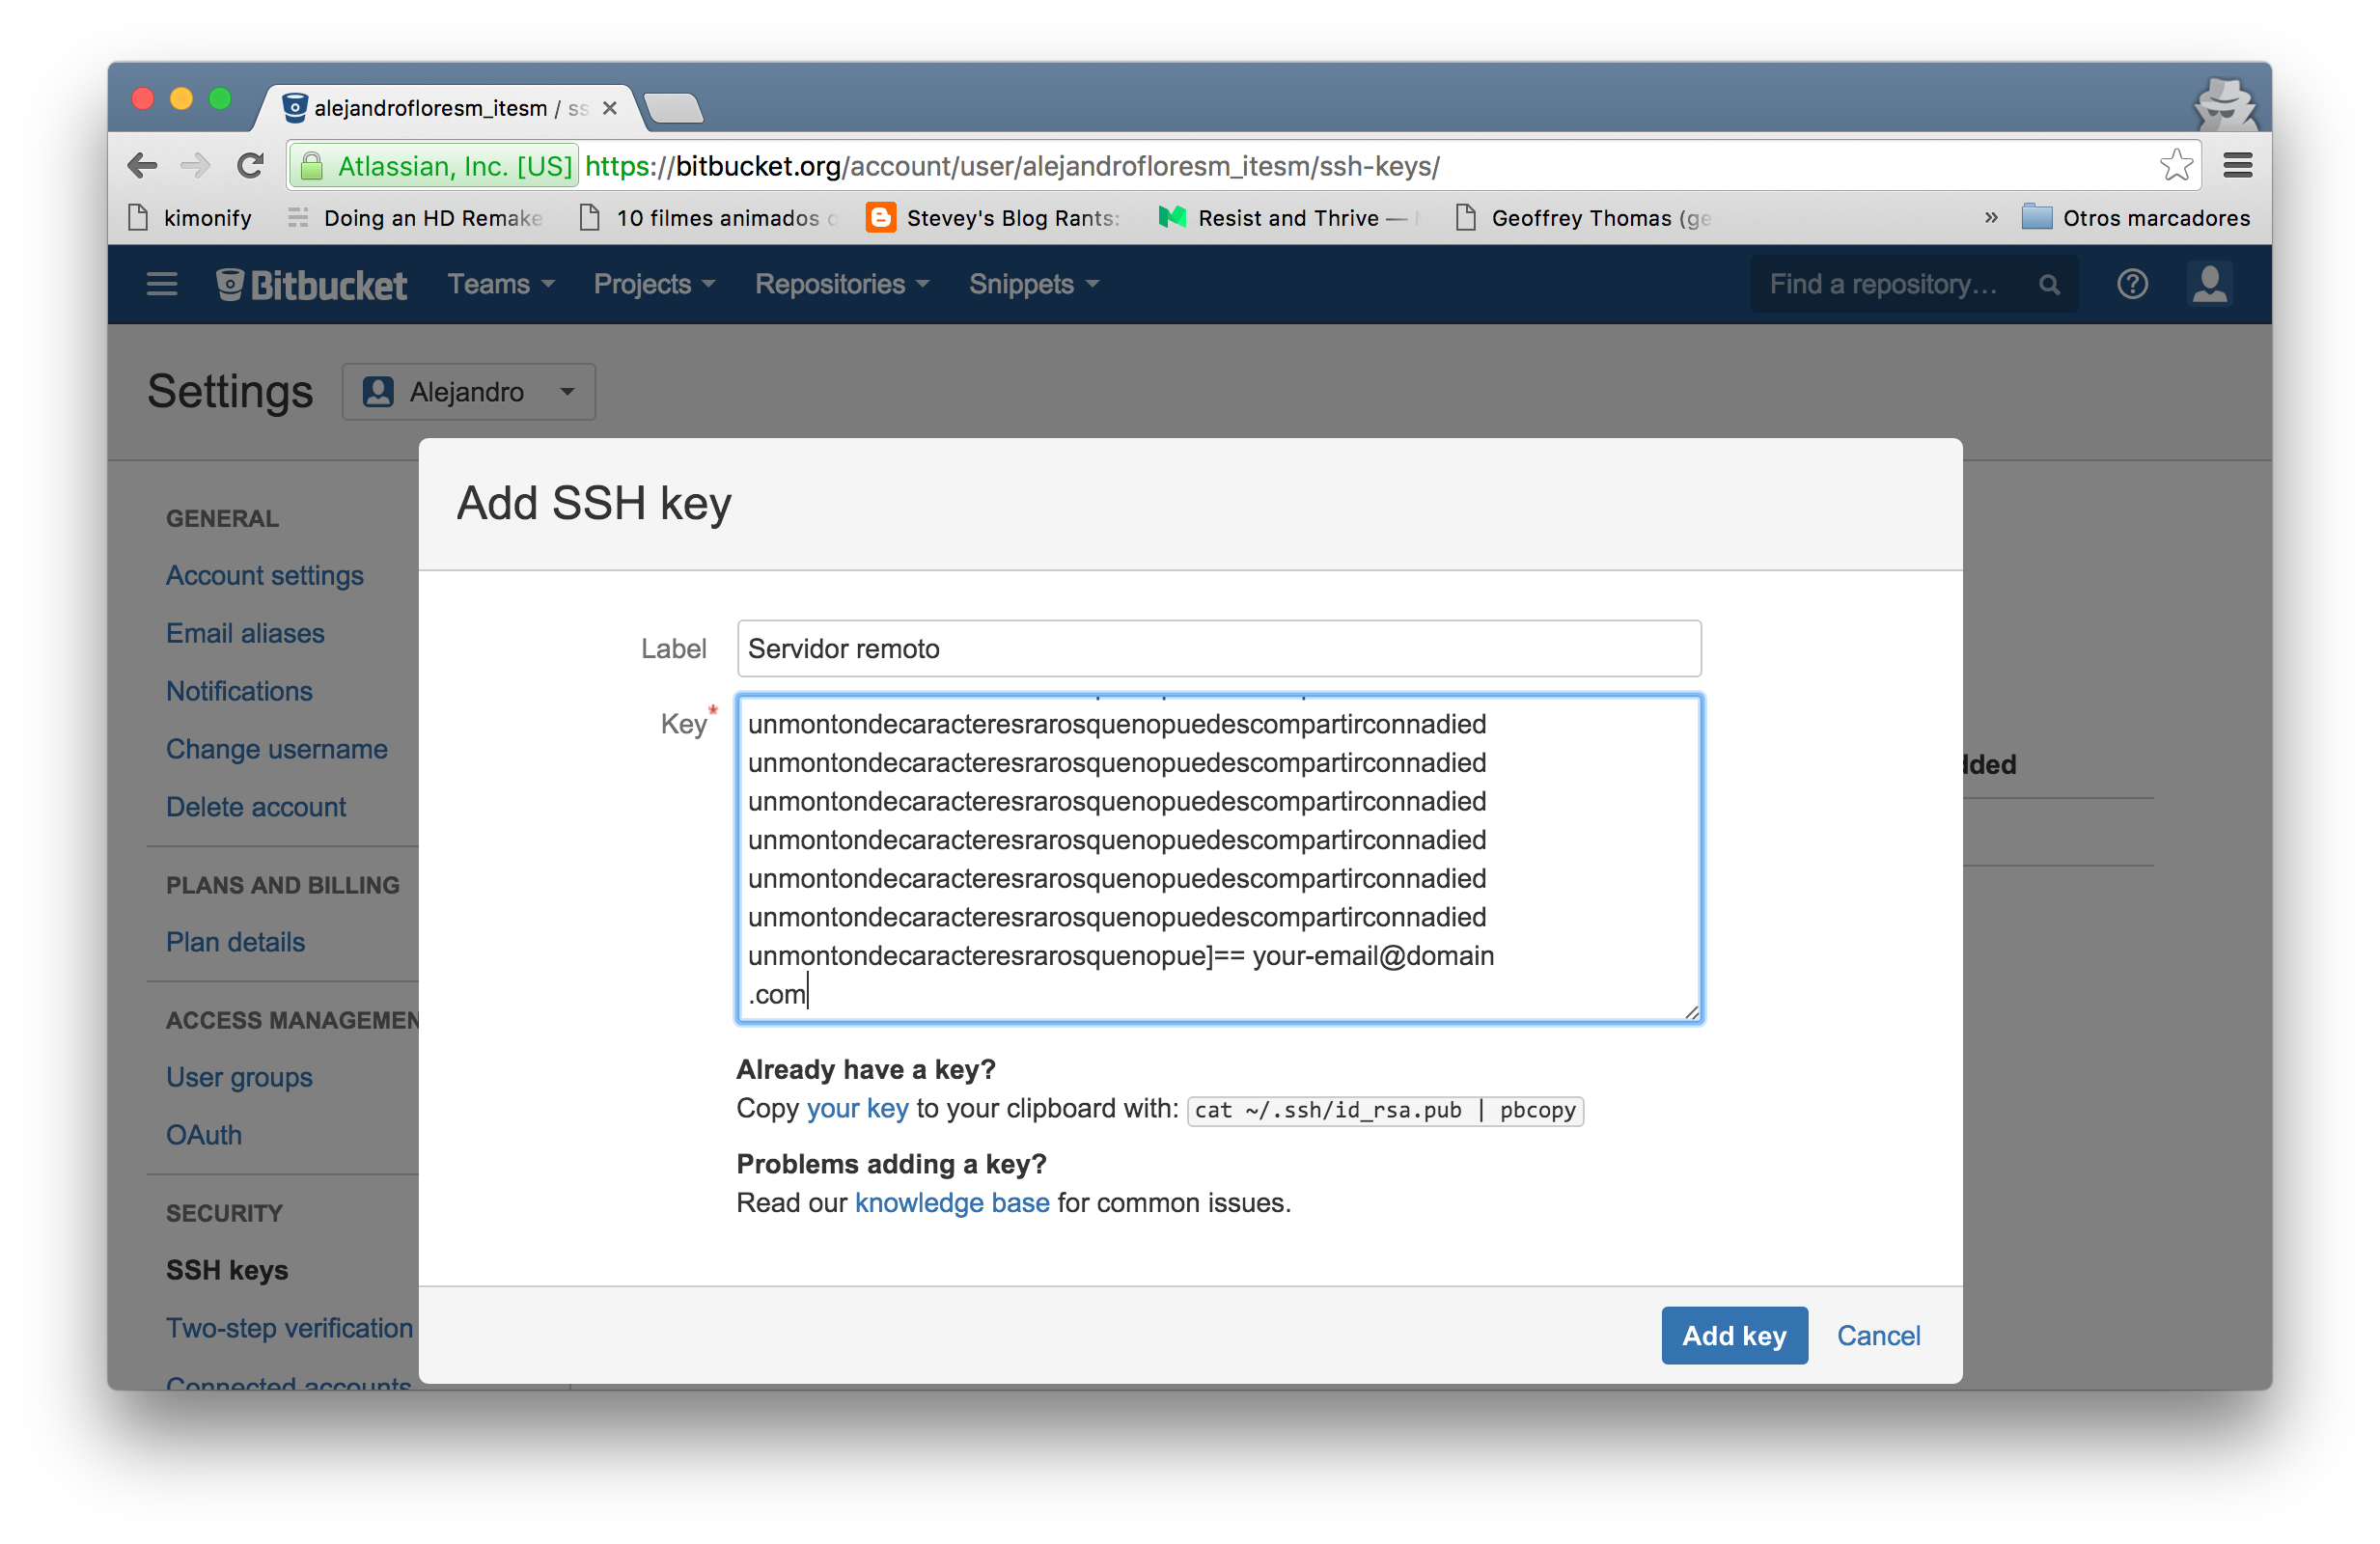 alejandrofloresm_itesm / ss
Atlassian, Inc. [US] https://bitbucket.org/account/user/alejandrofloresm_itesm/ssh-keys/
kimonify Doing an HD Remake 10 filmes animados Stevey's Blog Rants: Resist and Thrive — Geoffrey Thomas (ge » Otros marcadores
Bitbucket Teams Projects Repositories Snippets Find a repository...
Settings Alejandro
Add SSH key
GENERAL
Account settings
Email aliases
Notifications
Change username
Delete account
PLANS AND BILLING
Plan details
ACCESS MANAGEMEN
User groups
OAuth
SECURITY
SSH keys
Two-step verification
Connected accounts
Label Servidor remoto
Key*
unmontondecaracteresrarosquenopuedescompartirconnadied
unmontondecaracteresrarosquenopuedescompartirconnadied
unmontondecaracteresrarosquenopuedescompartirconnadied
unmontondecaracteresrarosquenopuedescompartirconnadied
unmontondecaracteresrarosquenopuedescompartirconnadied
unmontondecaracteresrarosquenopuedescompartirconnadied
unmontondecaracteresrarosquenopue]== your-email@domain
.com
dded
Already have a key?
Copy your key to your clipboard with: cat ~/.ssh/id_rsa.pub | pbcopy
Problems adding a key?
Read our knowledge base for common issues.
Add key Cancel